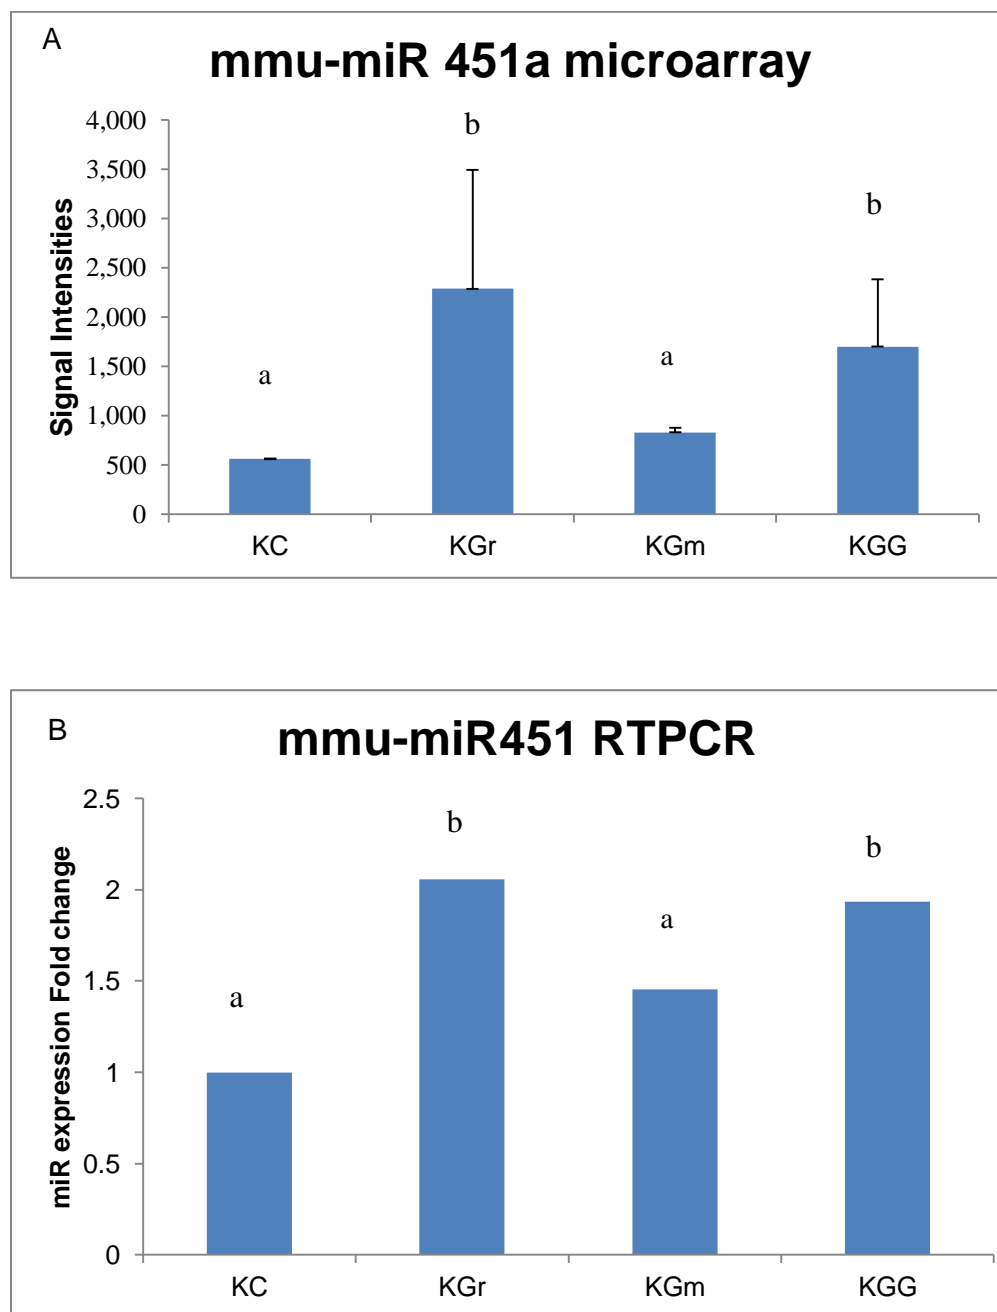 A
mmu-miR 451a microarray
Signal Intensities
4,000
3,500
3,000
2,500
2,000
1,500
1,000
500
0
a
b
a
b
KC KGr KGm KGG
B
mmu-miR451 RTPCR
miR expression Fold change
2.5
2
1.5
1
0.5
0
a
b
a
b
KC KGr KGm KGG